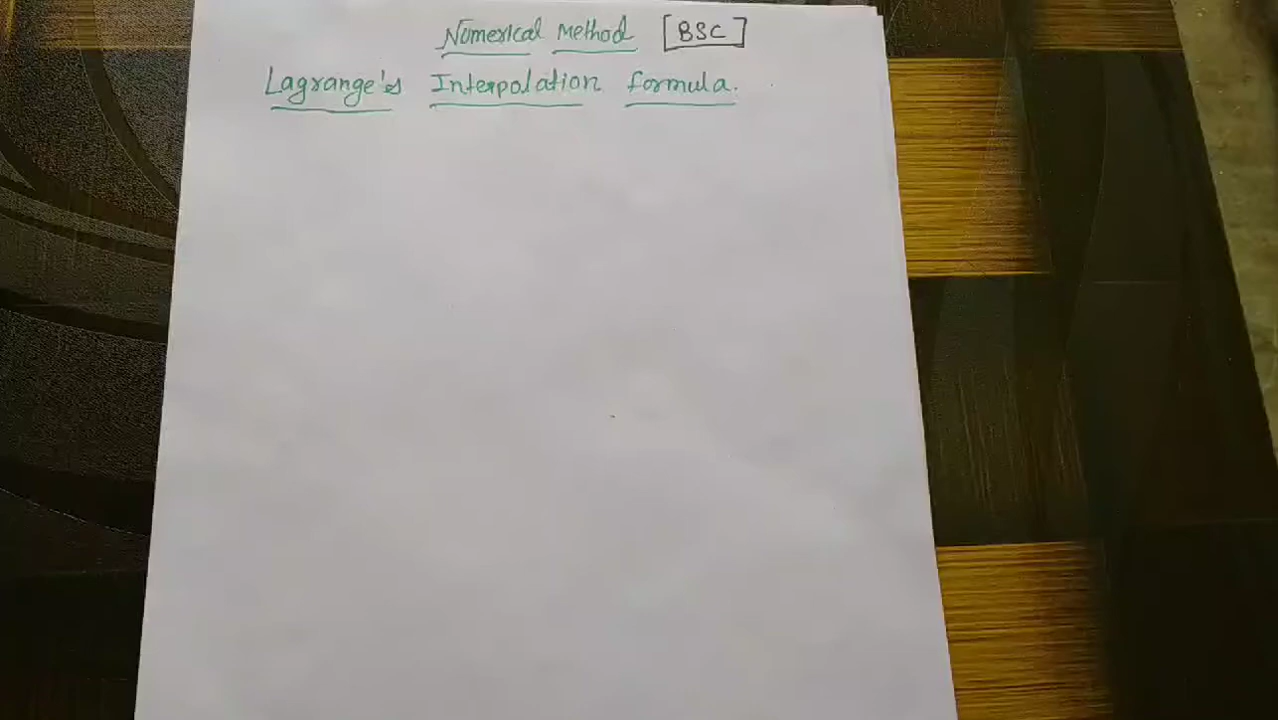 Numerical Method [BSC]
Lagrange's Interpolation formula.